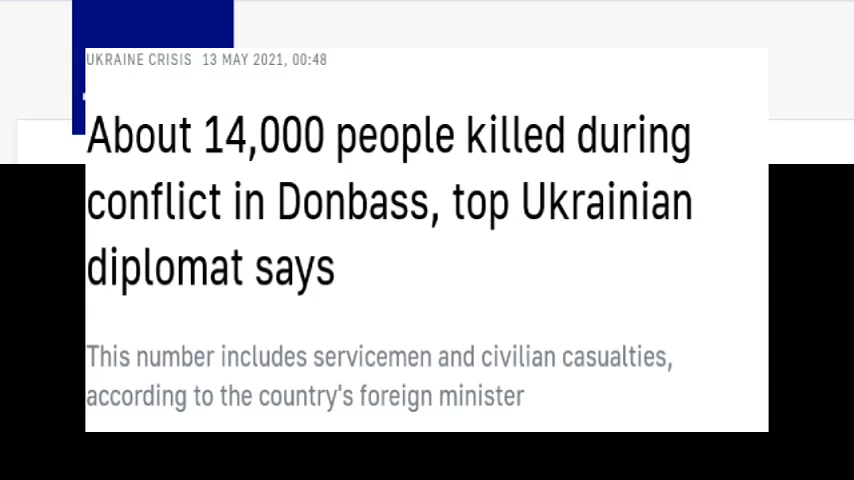 UKRAINE CRISIS 13 MAY 2021, 00:48
About 14,000 people killed during
conflict in Donbass, top Ukrainian
diplomat says
This number includes servicemen and civilian casualties,
according to the country's foreign minister